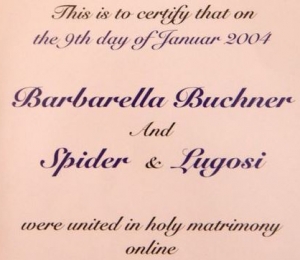 This is to certify that on
the 9th day of Januar 2004
Barbarella Buchner
And
Spider & Lugosi
were united in holy matrimony
online